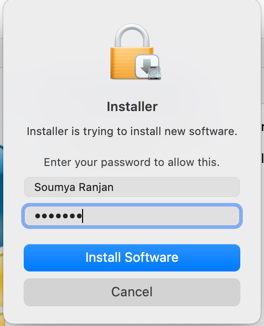 Installer
Installer is trying to install new software.
Enter your password to allow this.
Soumya Ranjan
•••••••
Install Software
Cancel